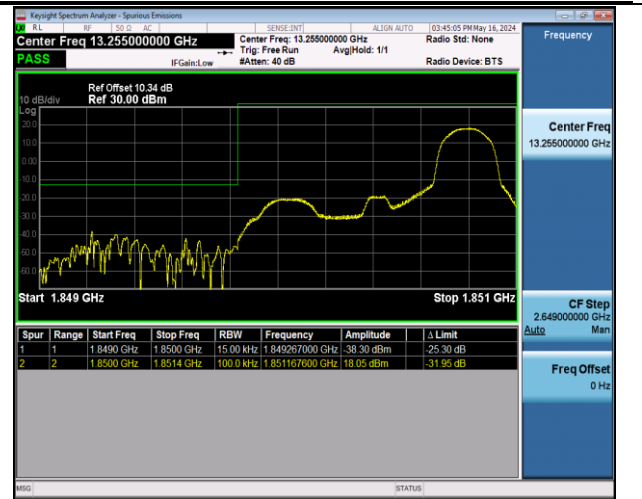 Keysight Spectrum Analyzer - Spurious Emissions
RL RF 50 Ω AC SENSE:INT ALIGN AUTO 03:45:05 PM May 16, 2024
Center Freq 13.255000000 GHz Center Freq: 13.255000000 GHz Radio Std: None Frequency
Trig: Free Run Avg|Hold: 1/1
PASS IFGain:Low #Atten: 40 dB Radio Device: BTS
Ref Offset 10.34 dB
10 dB/div Ref 30.00 dBm
Log
20.0
10.0
0.00
-10.0
-20.0
-30.0
-40.0
-50.0
-60.0
Start 1.849 GHz Stop 1.851 GHz
Center Freq
13.255000000 GHz
CF Step
2.649000000 GHz
Auto Man
Freq Offset
0 Hz
Spur Range Start Freq Stop Freq RBW Frequency Amplitude Δ Limit
1 1 1.8490 GHz 1.8500 GHz 15.00 kHz 1.849267000 GHz -38.30 dBm -25.30 dB
2 2 1.8500 GHz 1.8514 GHz 100.0 kHz 1.851167600 GHz 18.05 dBm -31.95 dB
MSG STATUS